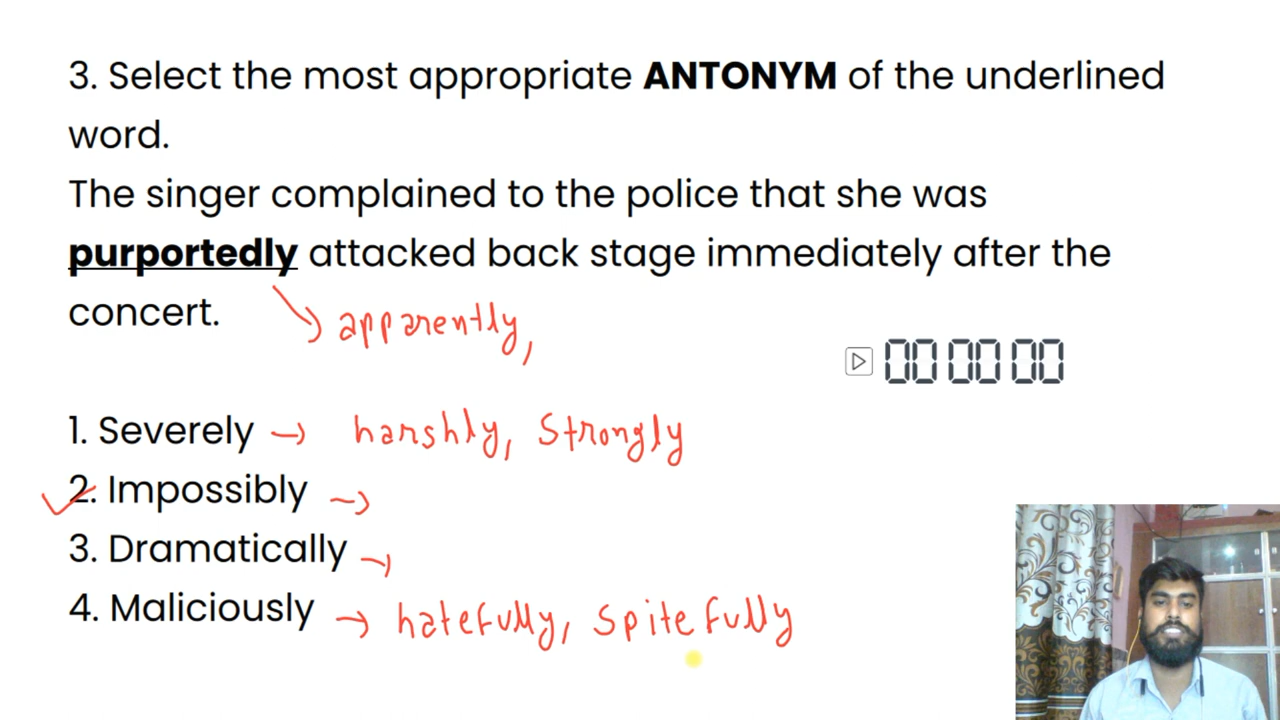 3. Select the most appropriate ANTONYM of the underlined
word.
The singer complained to the police that she was
purportedly attacked back stage immediately after the
concert.
apparently,
00 00 00
1. Severely → harshly, Strongly
2. Impossibly →
3. Dramatically →
4. Maliciously → hatefully, Spitefully